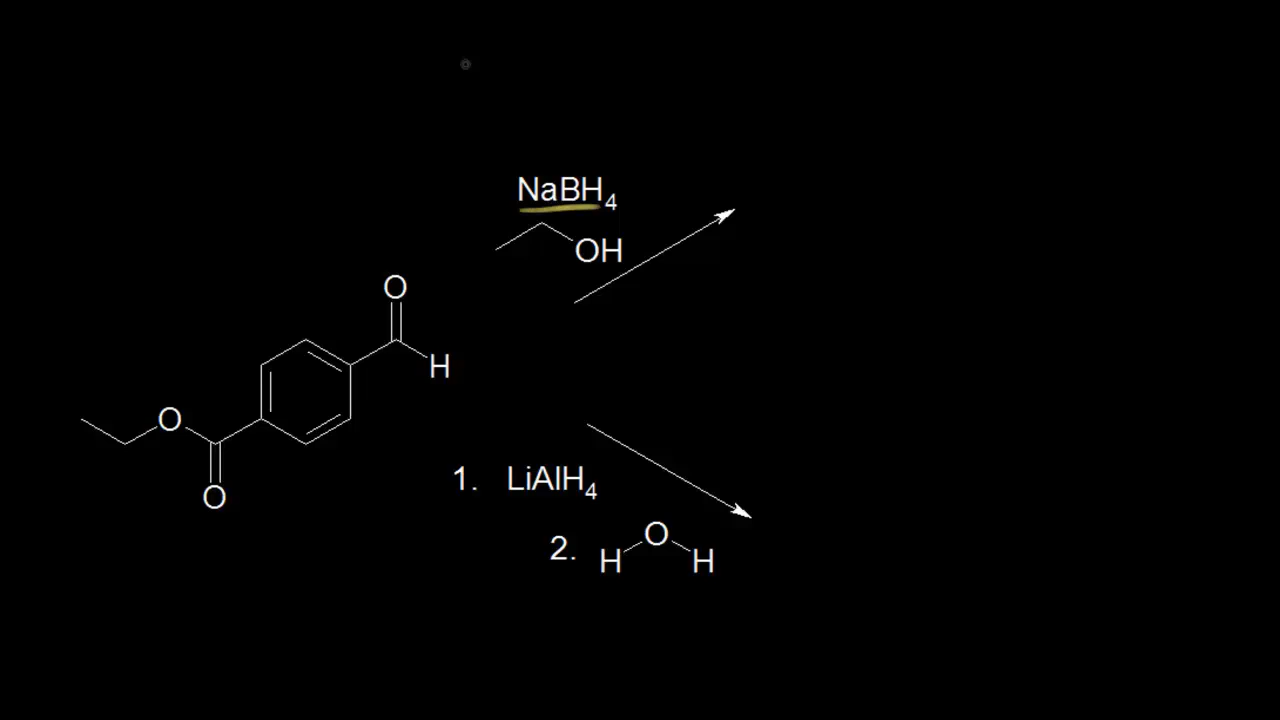 NaBH₄
OH
O
H
O
O
1. LiAlH₄
2. H O H